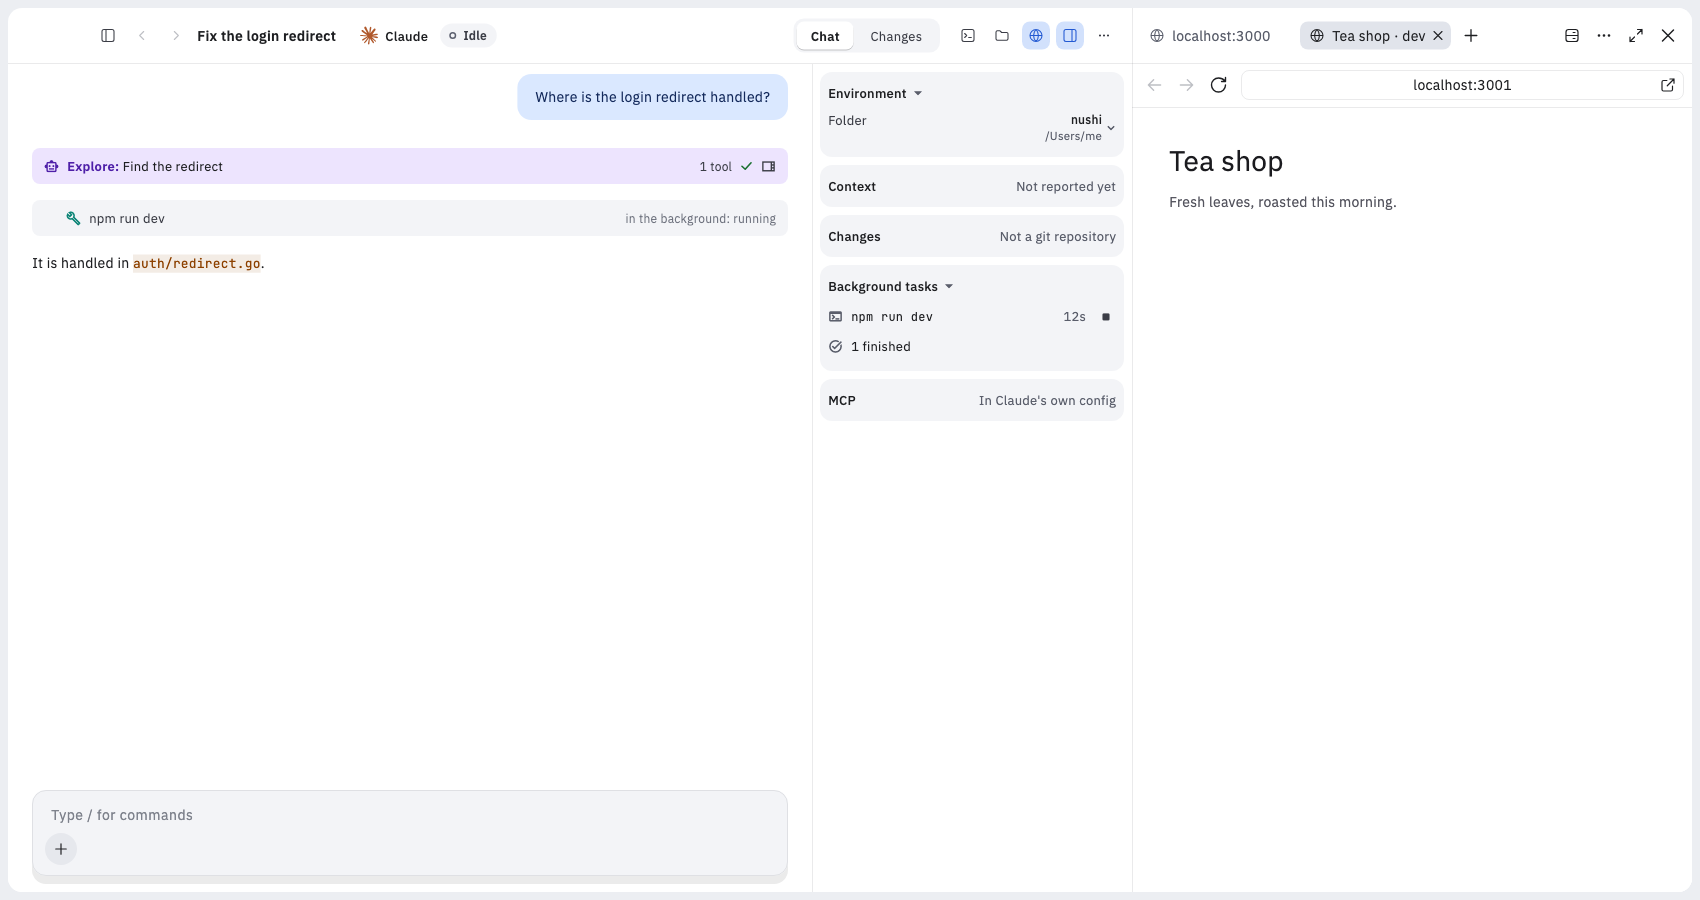 Fix the login redirect
Claude
Idle
Chat
Changes
localhost:3000
Tea shop · dev
localhost:3001
Where is the login redirect handled?
Explore: Find the redirect
1 tool
npm run dev
in the background: running
It is handled in auth/redirect.go.
Type / for commands
Environment
Folder
nushi
/Users/me
Context
Not reported yet
Changes
Not a git repository
Background tasks
npm run dev
12s
1 finished
MCP
In Claude's own config
Tea shop
Fresh leaves, roasted this morning.